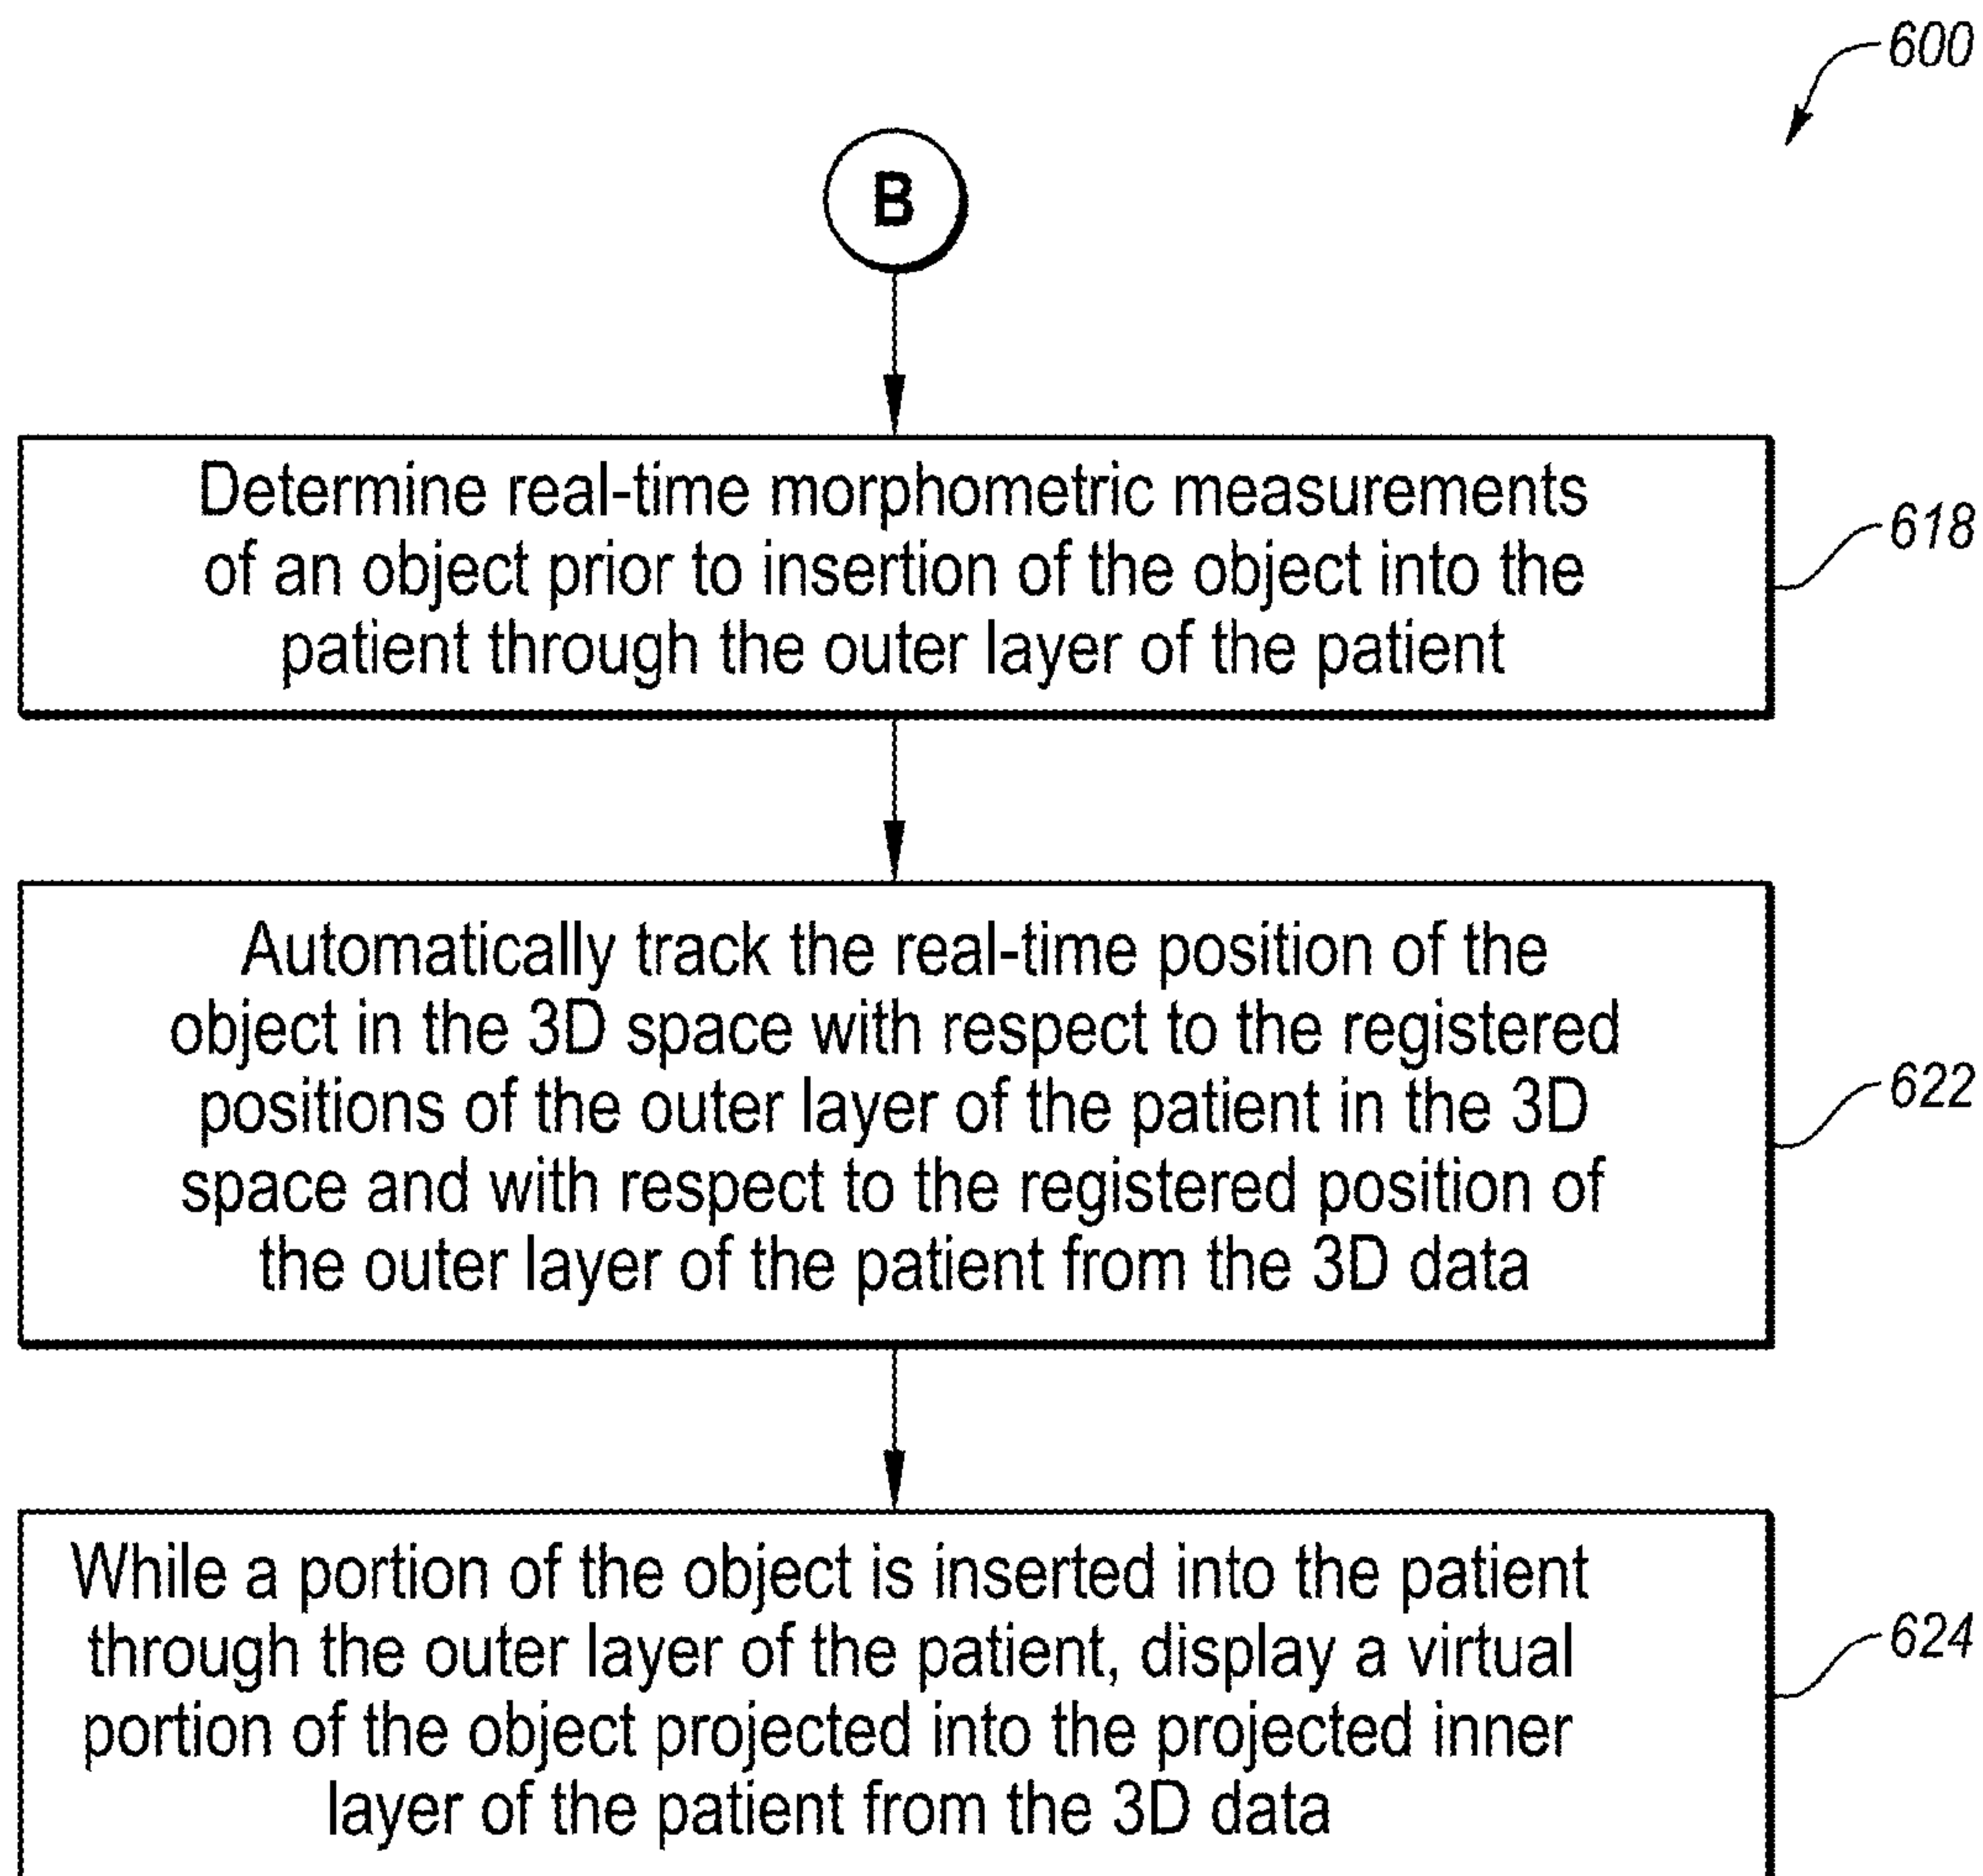 600
B
Determine real-time morphometric measurements
of an object prior to insertion of the object into the
patient through the outer layer of the patient
618
Automatically track the real-time position of the
object in the 3D space with respect to the registered
positions of the outer layer of the patient in the 3D
space and with respect to the registered position of
the outer layer of the patient from the 3D data
622
While a portion of the object is inserted into the patient
through the outer layer of the patient, display a virtual
portion of the object projected into the projected inner
layer of the patient from the 3D data
624